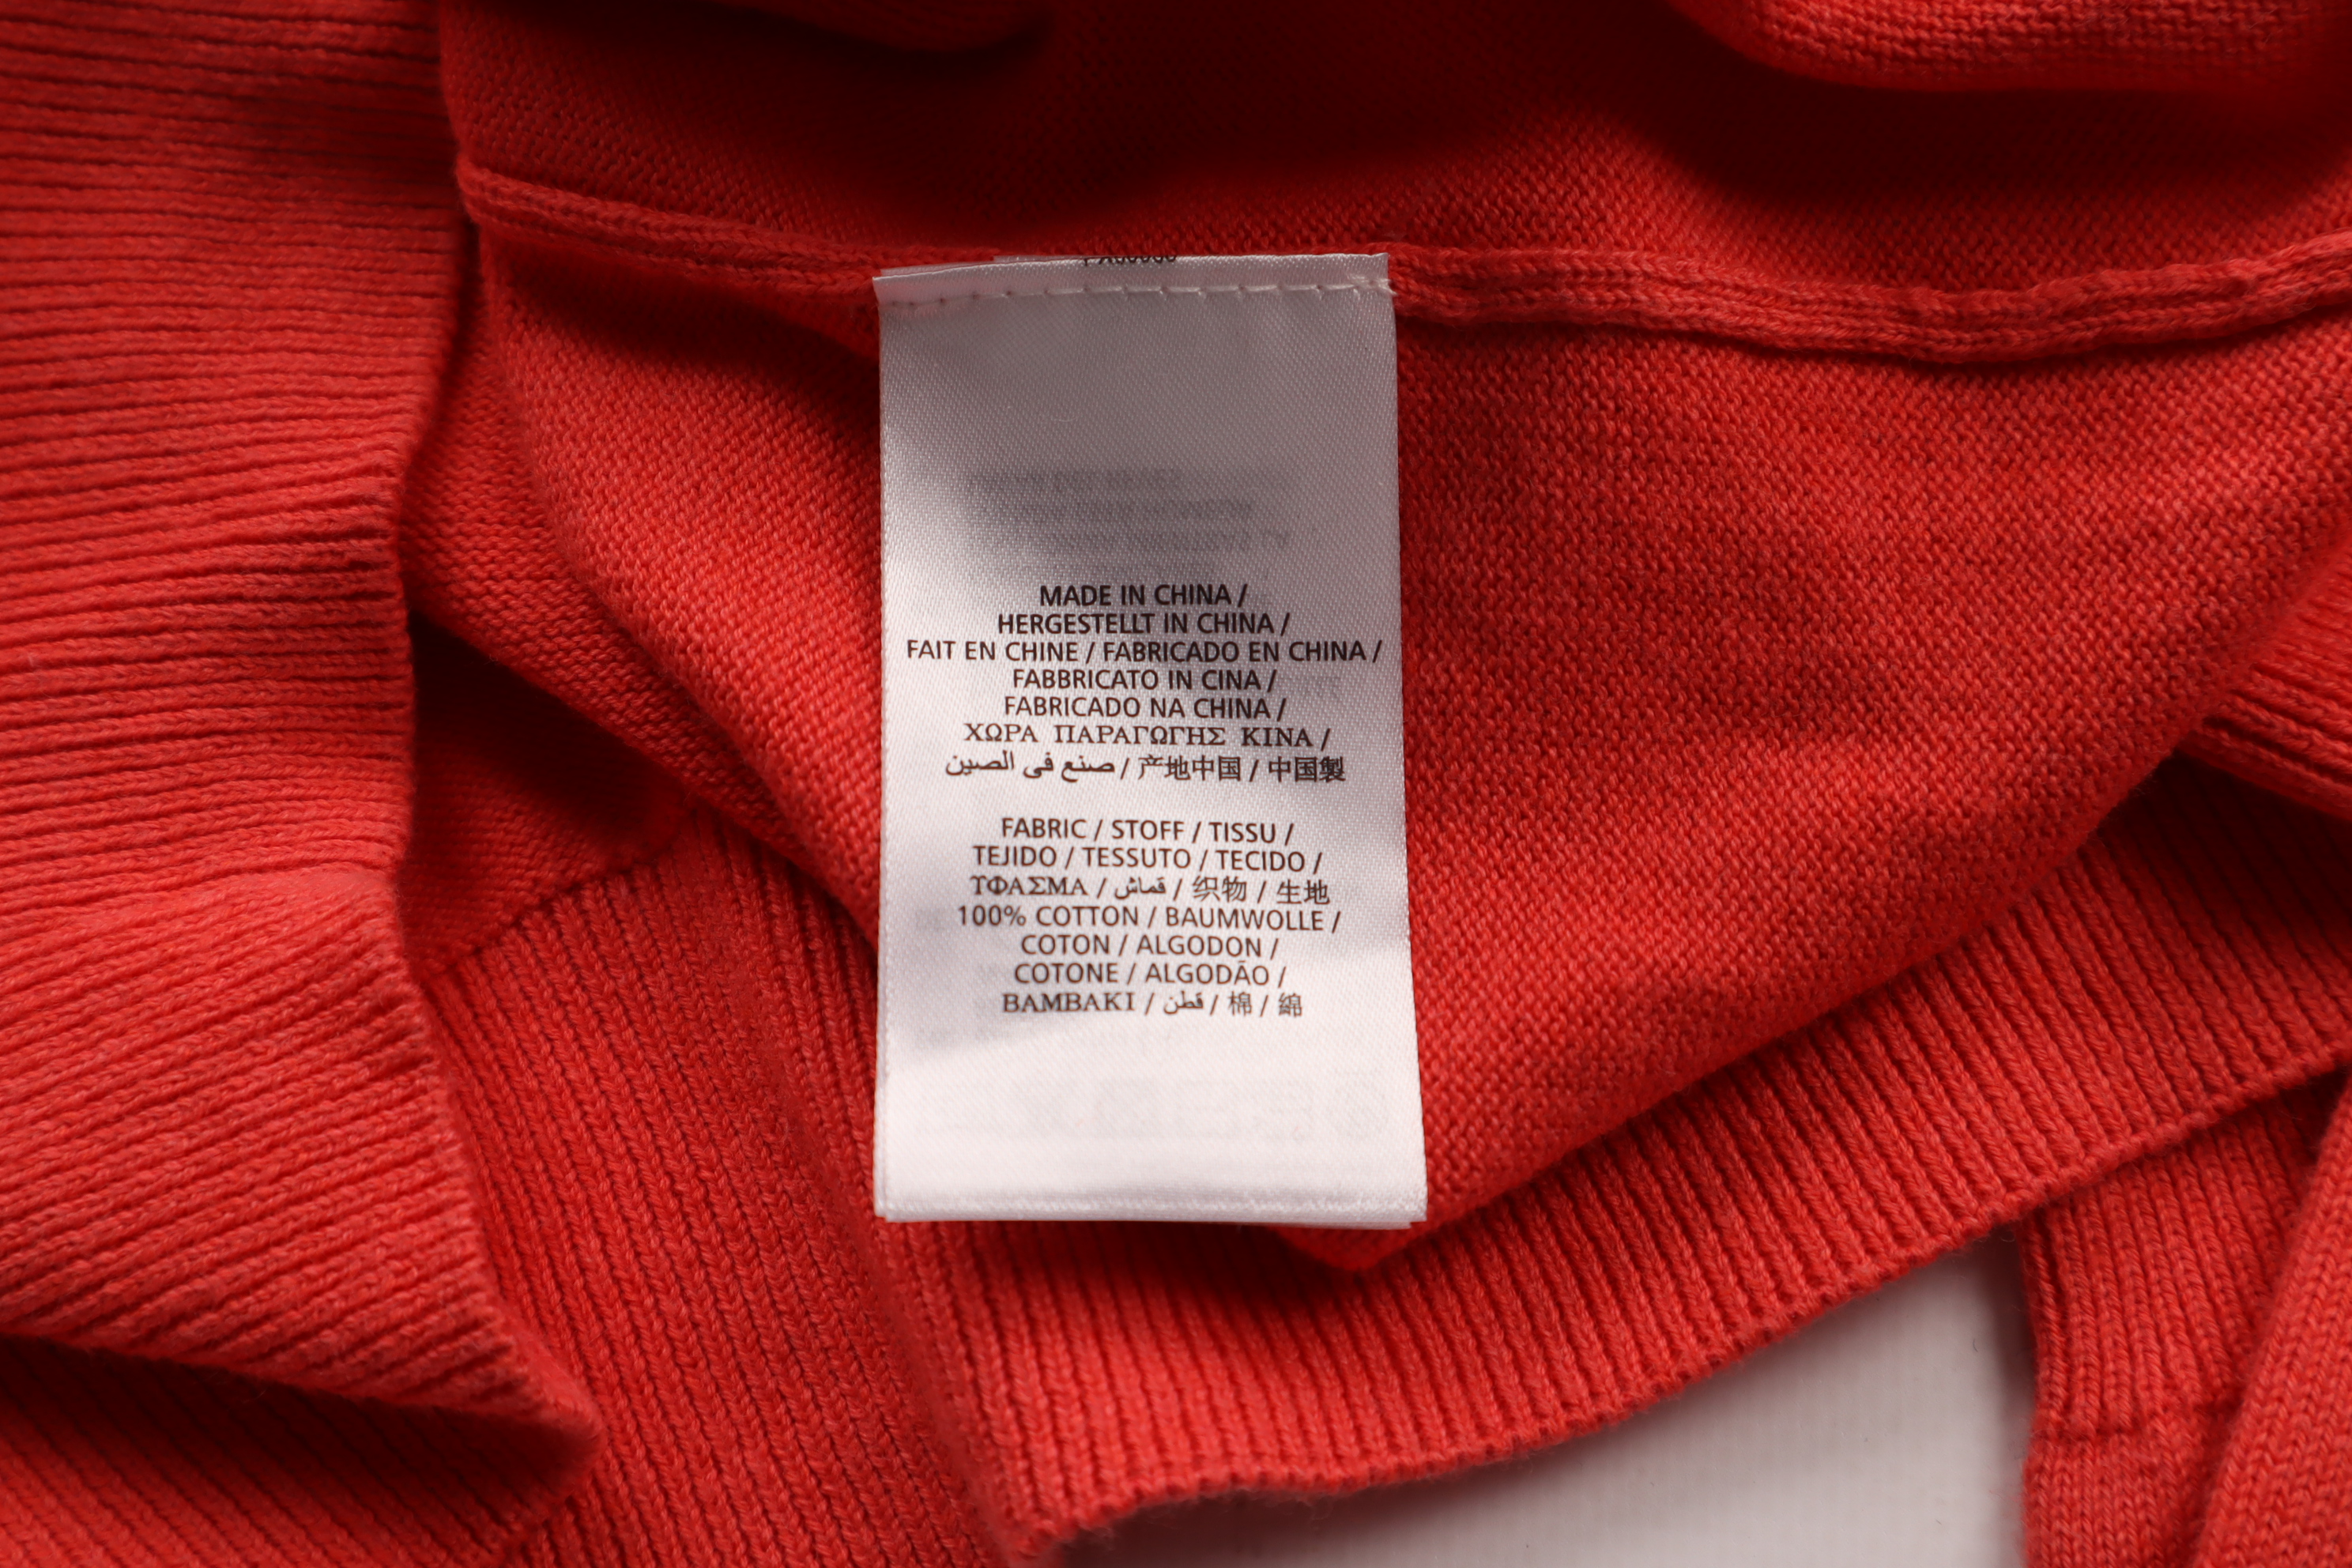 MADE IN CHINA /
HERGESTELLT IN CHINA /
FAIT EN CHINE / FABRICADO EN CHINA /
FABBRICATO IN CINA /
FABRICADO NA CHINA /
ΧΩΡΑ ΠΑΡΑΓΩΓΗΣ ΚΙΝΑ /
صنع فى الصين / 产地中国 / 中国製
FABRIC / STOFF / TISSU /
TEJIDO / TESSUTO / TECIDO /
ΤΦΑΣΜΑ / قماش / 织物 / 生地
100% COTTON / BAUMWOLLE /
COTON / ALGODON /
COTONE / ALGODÃO /
BAMBAKI / قطن / 棉 / 綿